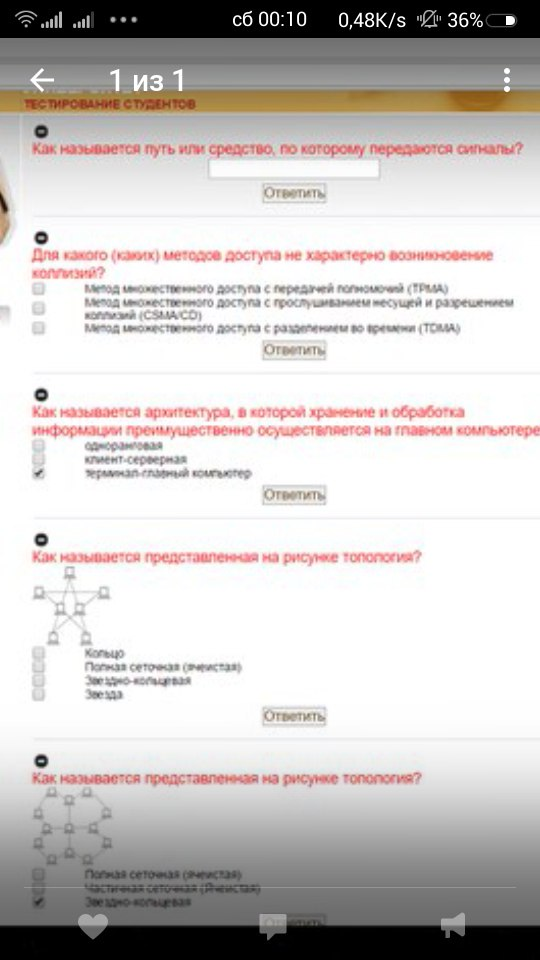 сб 00:10
0,48K/s
36%
1 из 1
ТЕСТИРОВАНИЕ СТУДЕНТОВ
Как называется путь или средство, по которому передаются сигналы?
Ответить
Для какого (каких) методов доступа не характерно возникновение
коллизий?
Метод множественного доступа с передачей полномочий (TPMA)
Метод множественного доступа с прослушиванием несущей и разрешением
коллизий (CSMA/CD)
Метод множественного доступа с разделением во времени (TDMA)
Ответить
Как называется архитектура, в которой хранение и обработка
информации преимущественно осуществляется на главном компьютере
одноранговая
клиент-серверная
терминал-главный компьютер
Ответить
Как называется представленная на рисунке топология?
Кольцо
Полная сеточная (ячеистая)
Звездно-кольцевая
Звезда
Ответить
Как называется представленная на рисунке топология?
Полная сеточная (ячеистая)
Частичная сеточная (Ячеистая)
Звездно-кольцевая
Ответить